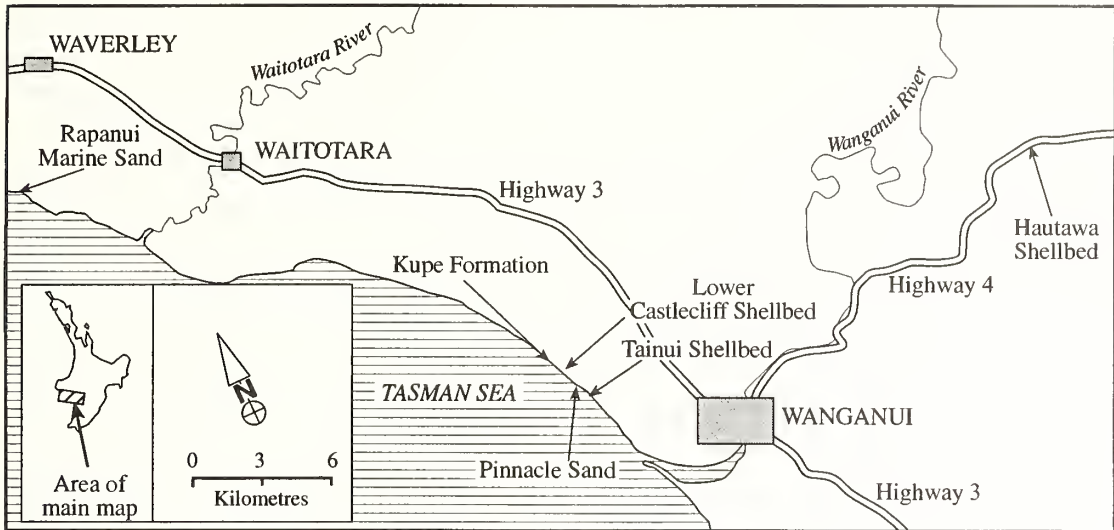 WAVERLEY
Waitotara River
Rapanui
Marine Sand
WAITOTARA
Highway 3
Wanganui River
Hautawa
Shellbed
Kupe Formation
Lower
Castlecliff Shellbed
Highway 4
Tainui Shellbed
TASMAN SEA
WANGANUI
Pinnacle Sand
Highway 3
N
0 3 6
Kilometres
Area of
main map